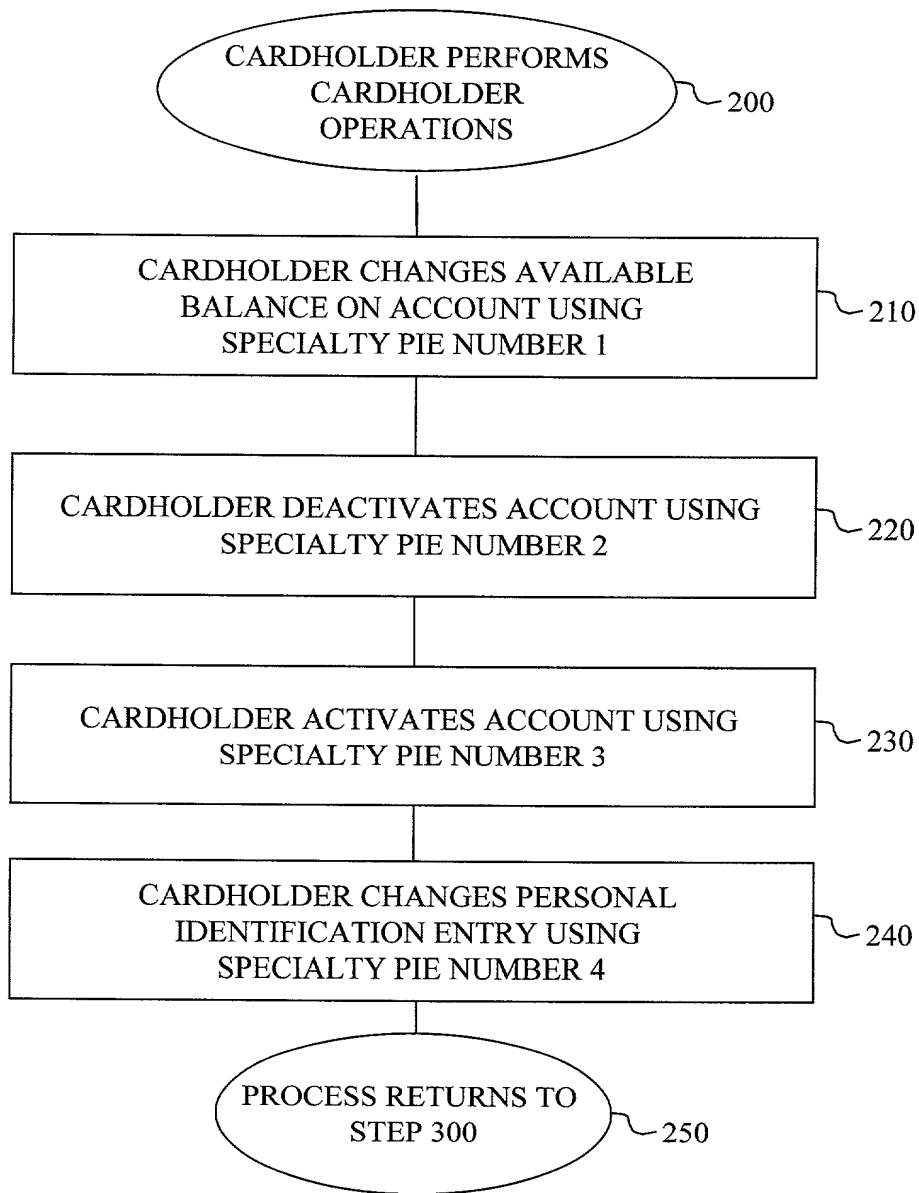 CARDHOLDER PERFORMS
CARDHOLDER
OPERATIONS
200
CARDHOLDER CHANGES AVAILABLE
BALANCE ON ACCOUNT USING
SPECIALTY PIE NUMBER 1
210
CARDHOLDER DEACTIVATES ACCOUNT USING
SPECIALTY PIE NUMBER 2
220
CARDHOLDER ACTIVATES ACCOUNT USING
SPECIALTY PIE NUMBER 3
230
CARDHOLDER CHANGES PERSONAL
IDENTIFICATION ENTRY USING
SPECIALTY PIE NUMBER 4
240
PROCESS RETURNS TO
STEP 300
250